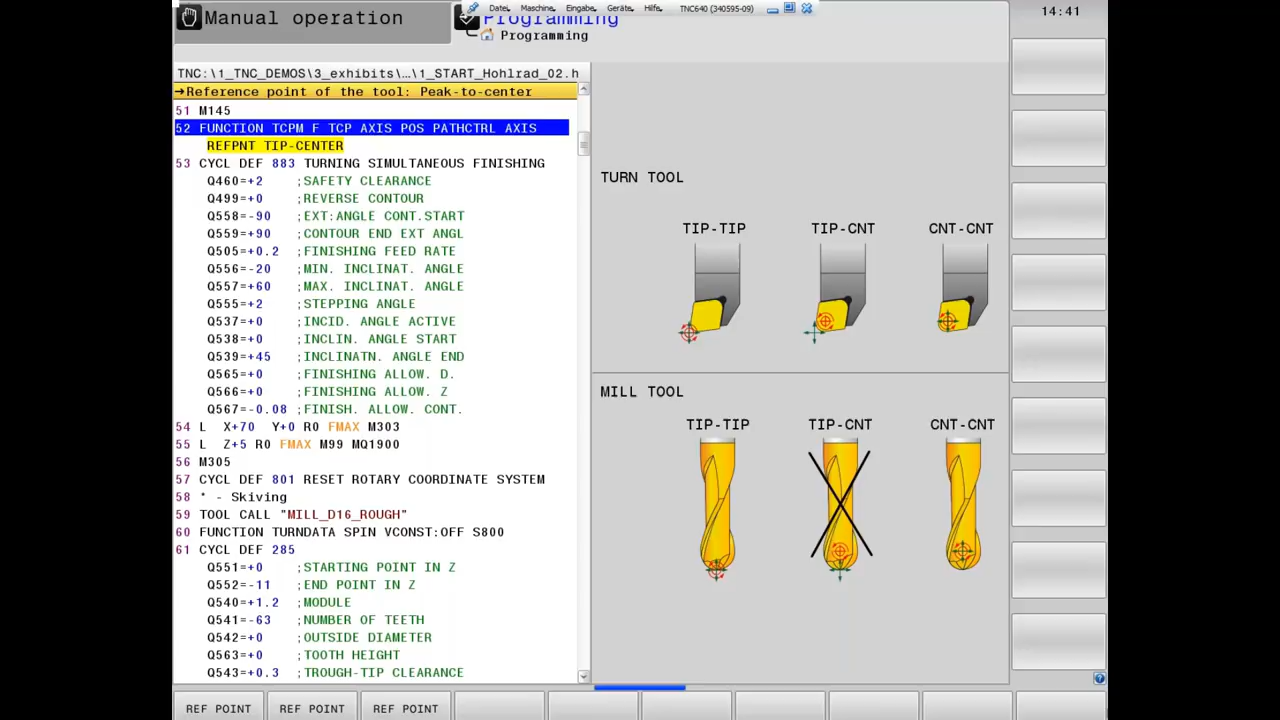 Manual operation
Datei Maschine Eingabe Geräte Hilfe TNC640 (340595-09)
Programming
Programming
14:41
TNC:\1_TNC_DEMOS\3_exhibits\…\1_START_Hohlrad_02.h
→Reference point of the tool: Peak-to-center
51 M145
52 FUNCTION TCPM F TCP AXIS POS PATHCTRL AXIS
REFPNT TIP-CENTER
53 CYCL DEF 883 TURNING SIMULTANEOUS FINISHING
Q460=+2 ;SAFETY CLEARANCE
Q499=+0 ;REVERSE CONTOUR
Q558=-90 ;EXT:ANGLE CONT.START
Q559=+90 ;CONTOUR END EXT ANGL
Q505=+0.2 ;FINISHING FEED RATE
Q556=-20 ;MIN. INCLINAT. ANGLE
Q557=+60 ;MAX. INCLINAT. ANGLE
Q555=+2 ;STEPPING ANGLE
Q537=+0 ;INCID. ANGLE ACTIVE
Q538=+0 ;INCLIN. ANGLE START
Q539=+45 ;INCLINATN. ANGLE END
Q565=+0 ;FINISHING ALLOW. D.
Q566=+0 ;FINISHING ALLOW. Z
Q567=-0.08 ;FINISH. ALLOW. CONT.
54 L X+70 Y+0 R0 FMAX M303
55 L Z+5 R0 FMAX M99 MQ1900
56 M305
57 CYCL DEF 801 RESET ROTARY COORDINATE SYSTEM
58 * - Skiving
59 TOOL CALL "MILL_D16_ROUGH"
60 FUNCTION TURNDATA SPIN VCONST:OFF S800
61 CYCL DEF 285
Q551=+0 ;STARTING POINT IN Z
Q552=-11 ;END POINT IN Z
Q540=+1.2 ;MODULE
Q541=-63 ;NUMBER OF TEETH
Q542=+0 ;OUTSIDE DIAMETER
Q563=+0 ;TOOTH HEIGHT
Q543=+0.3 ;TROUGH-TIP CLEARANCE
TURN TOOL
TIP-TIP TIP-CNT CNT-CNT
MILL TOOL
TIP-TIP TIP-CNT CNT-CNT
REF POINT REF POINT REF POINT